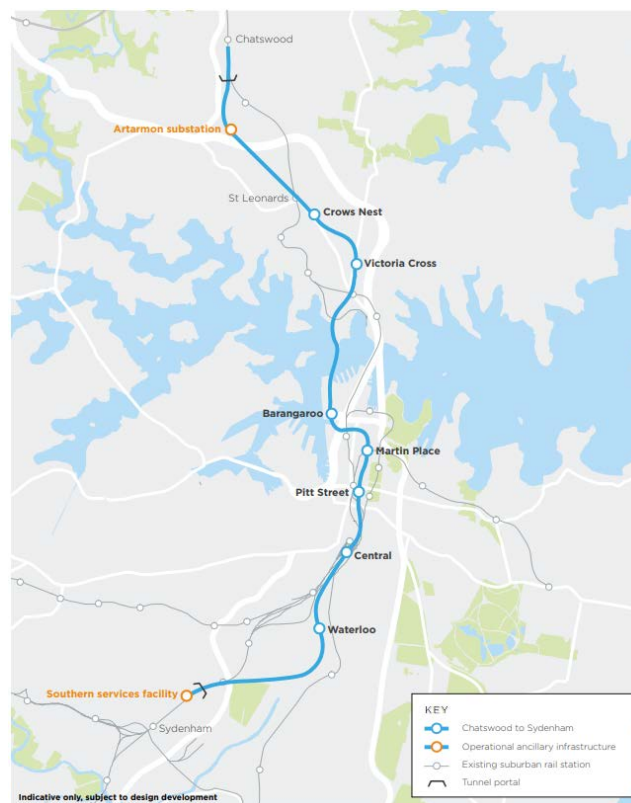 Chatswood
Artarmon substation
St Leonards
Crows Nest
Victoria Cross
Barangaroo
Martin Place
Pitt Street
Central
Waterloo
Southern services facility
Sydenham
KEY
Chatswood to Sydenham
Operational ancillary infrastructure
Existing suburban rail station
Tunnel portal
Indicative only, subject to design development